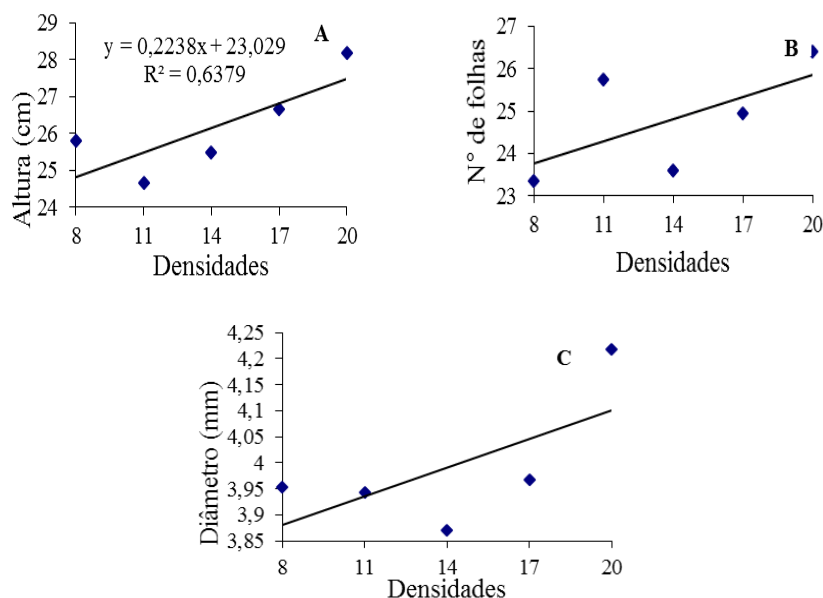 A
y = 0,2238x + 23,029
R² = 0,6379
Altura (cm)
29
28
27
26
25
24
8 11 14 17 20
Densidades
B
N° de folhas
27
26
25
24
23
8 11 14 17 20
Densidades
C
Diâmetro (mm)
4,25
4,2
4,15
4,1
4,05
4
3,95
3,9
3,85
8 11 14 17 20
Densidades